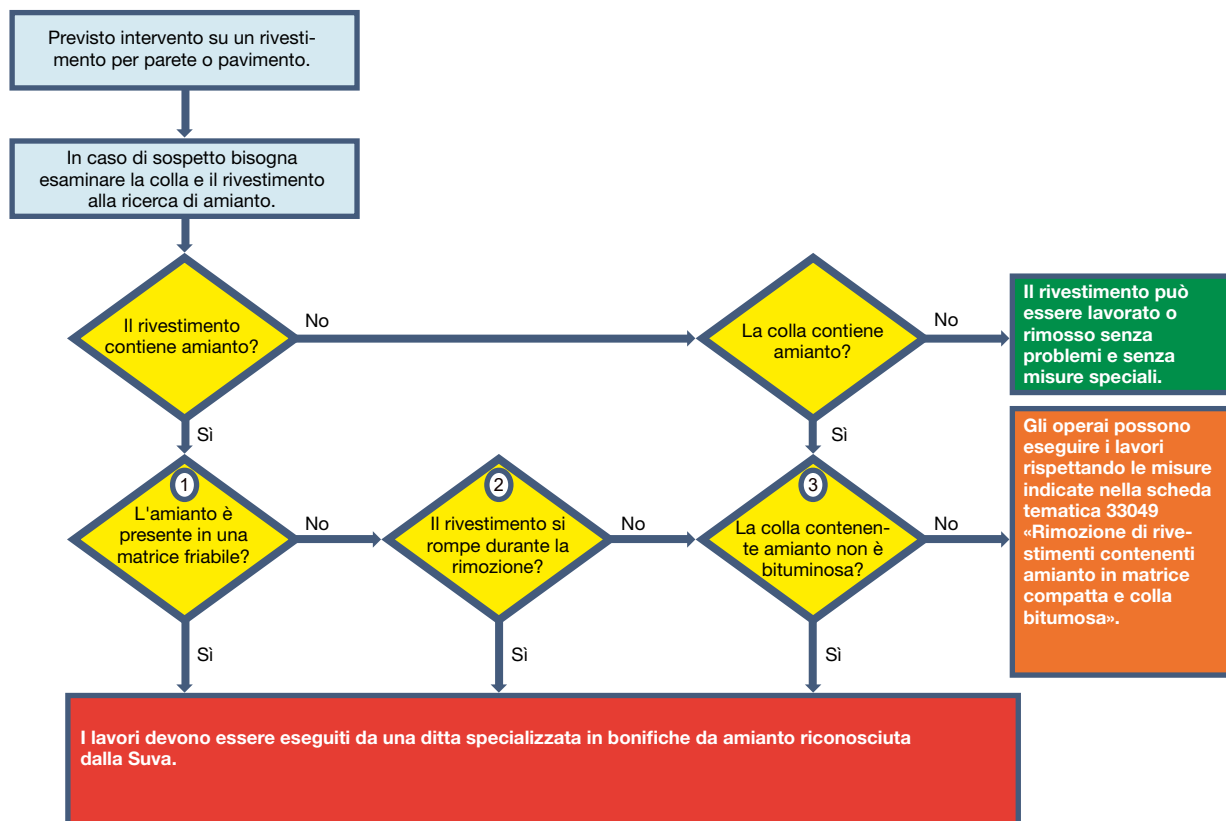 Previsto intervento su un rivesti-
mento per parete o pavimento.
In caso di sospetto bisogna
esaminare la colla e il rivestimento
alla ricerca di amianto.
Il rivestimento
contiene amianto?
No
La colla contiene
amianto?
No
Il rivestimento può
essere lavorato o
rimosso senza
problemi e senza
misure speciali.
Sì
Sì
1
L'amianto è
presente in una
matrice friabile?
No
2
Il rivestimento si
rompe durante la
rimozione?
No
3
La colla contenen-
te amianto non è
bituminosa?
No
Gli operai possono
eseguire i lavori
rispettando le misure
indicate nella scheda
tematica 33049
«Rimozione di rive-
stimenti contenenti
amianto in matrice
compatta e colla
bitumosa».
Sì
Sì
Sì
I lavori devono essere eseguiti da una ditta specializzata in bonifiche da amianto riconosciuta
dalla Suva.